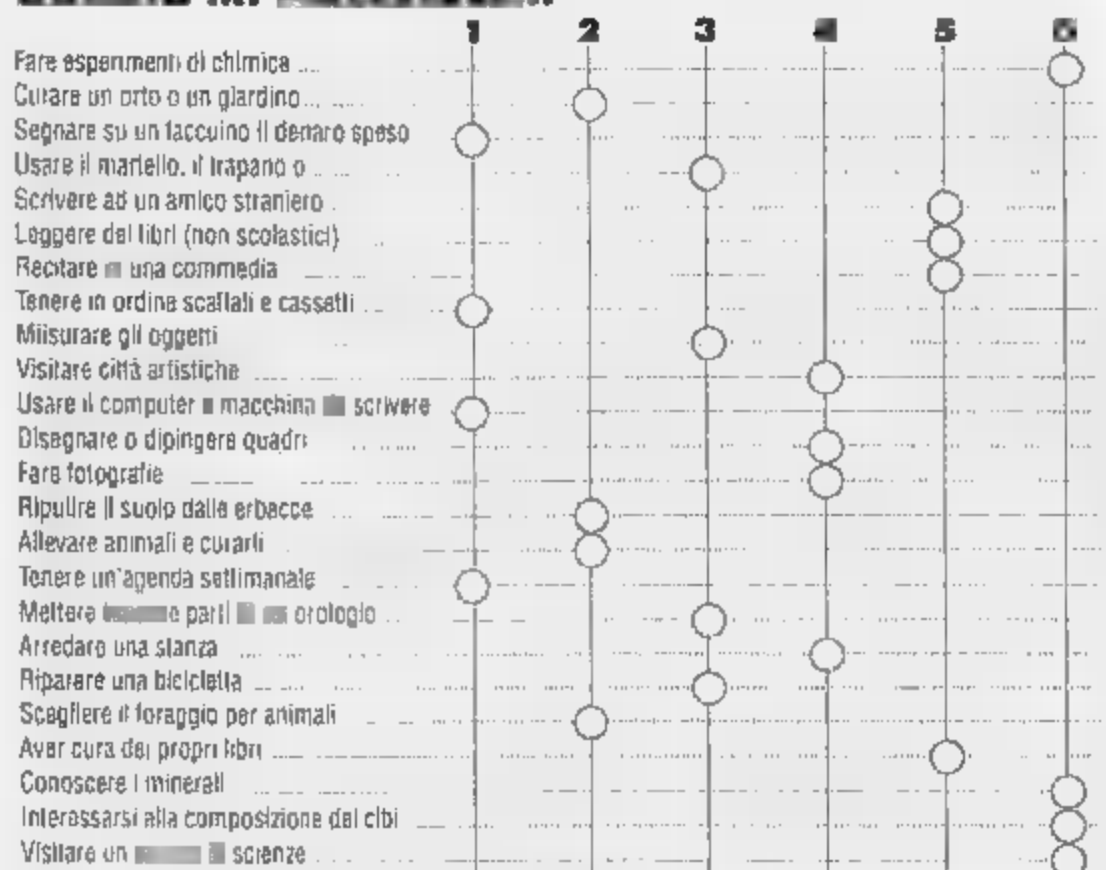 1 2 3 4 5 6
Fare esperimenti di chimica
Curare un orto o un giardino
Segnare su un taccuino il denaro speso
Usare il martello, il trapano o
Scrivere ad un amico straniero
Leggere dei libri (non scolastici)
Recitare una commedia
Tenere in ordine scaffali e cassetti
Miisurare gli oggetti
Visitare città artistiche
Usare il computer macchina scrivere
Disegnare o dipingere quadri
Fare fotografie
Ripulire il suolo dalle erbacce
Allevare animali e curarli
Tenere un'agenda settimanale
Mettere parti orologio
Arredare una stanza
Riparare una bicicletta
Scegliere il foraggio per animali
Aver cura dei propri libri
Conoscere i minerali
Interessarsi alla composizione dei cibi
Visitare un scienze